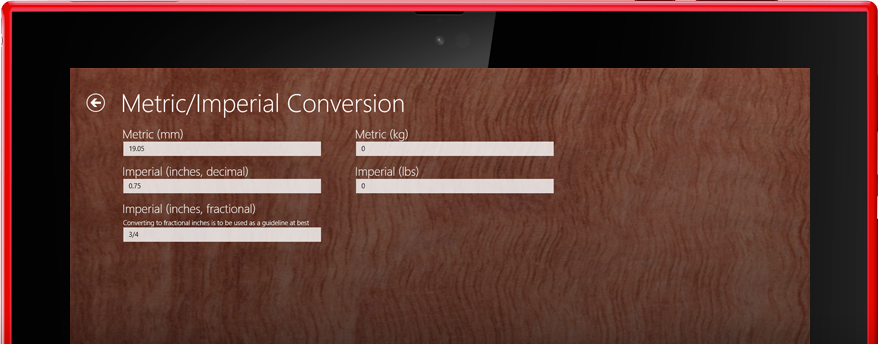 Metric/Imperial Conversion
Metric (mm)
19.05
Imperial (inches, decimal)
0.75
Imperial (inches, fractional)
Converting to fractional inches is to be used as a guideline at best
3/4
Metric (kg)
0
Imperial (lbs)
0